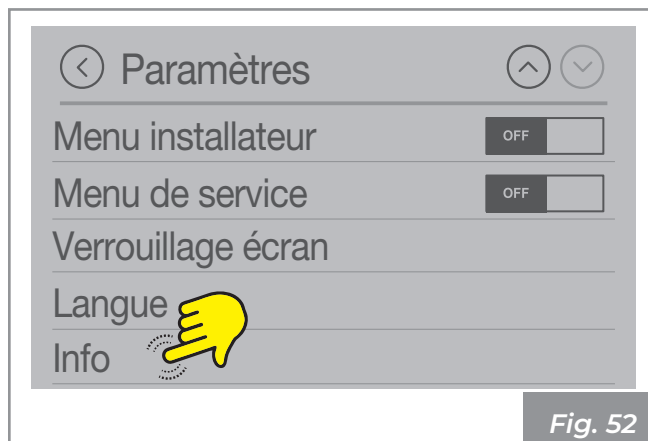 Paramètres
Menu installateur OFF
Menu de service OFF
Verrouillage écran
Langue
Info
Fig. 52